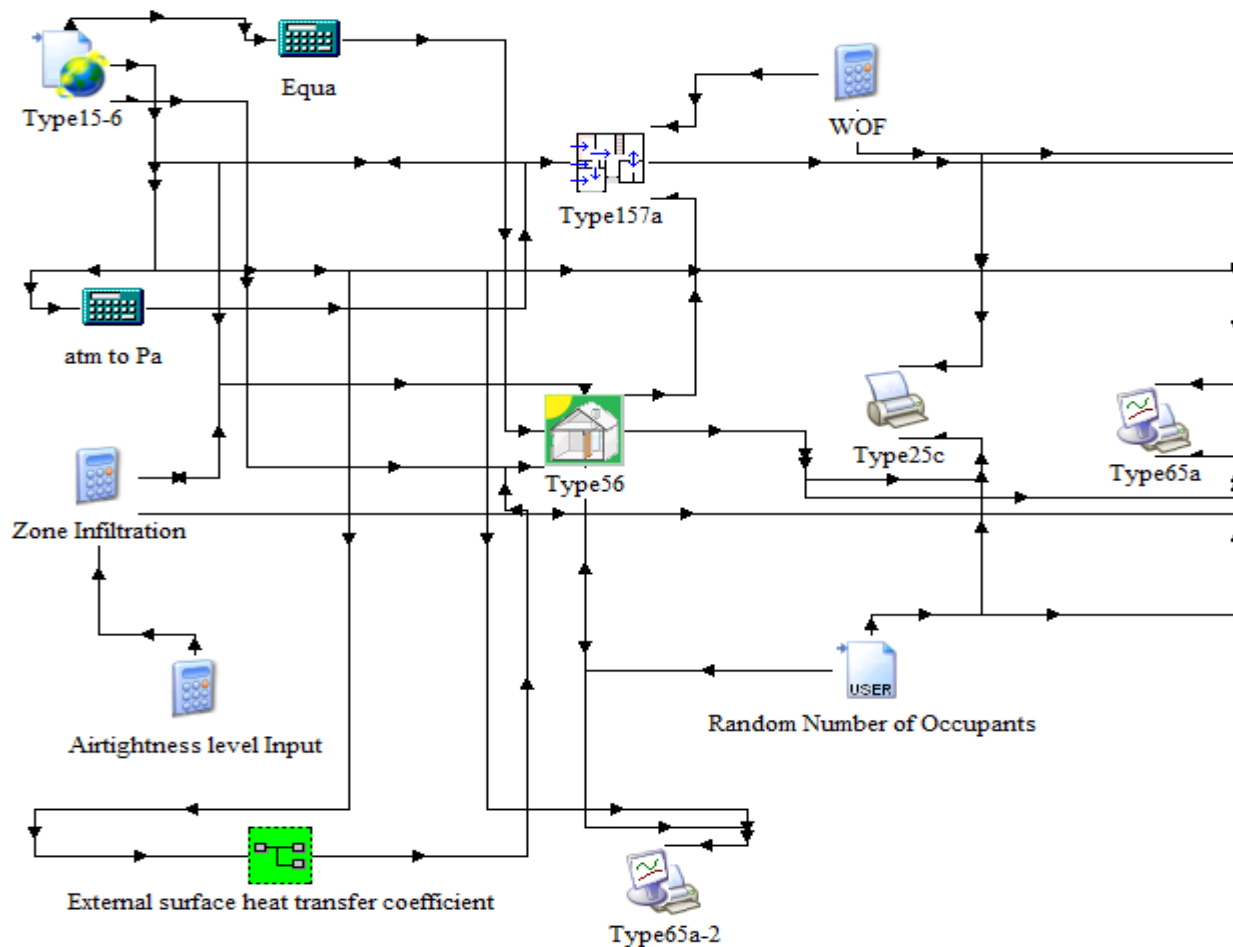 Equa
Type15-6
WOF
Type157a
atm to Pa
Type25c
Type65a
Type56
Zone Infiltration
USER
Random Number of Occupants
Airtightness level Input
External surface heat transfer coefficient
Type65a-2